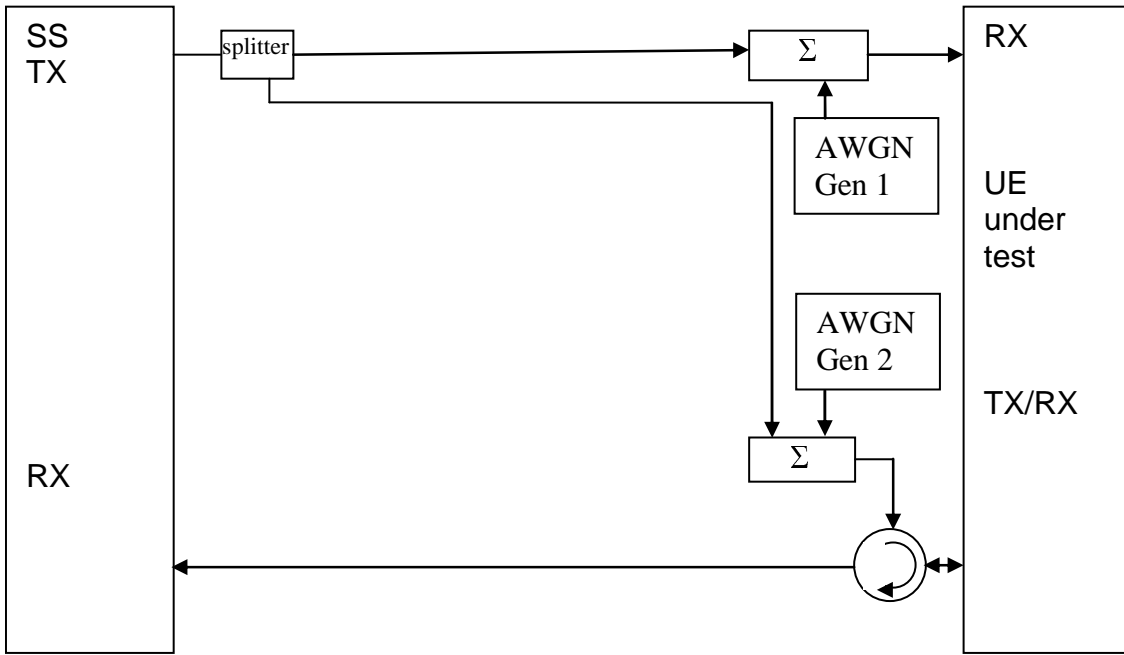 SS
TX
splitter
Σ
RX
AWGN
Gen 1
UE
under
test
AWGN
Gen 2
TX/RX
Σ
RX